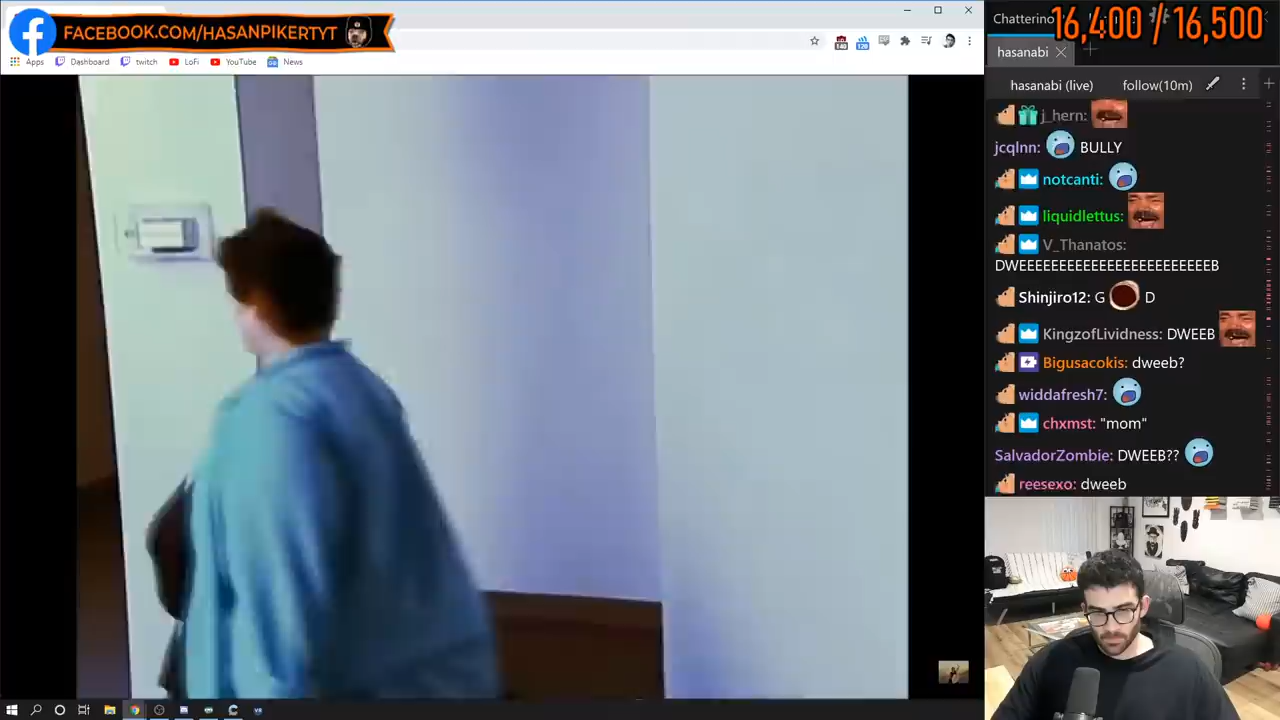 FACEBOOK.COM/HASANPIKERTYT
Apps
Dashboard
twitch
LoFi
YouTube
News
140
120
Chatterino
16,400 / 16,500
hasanabi
hasanabi (live)
follow(10m)
j_hern:
jcqlnn: BULLY
notcanti:
liquidlettus:
V_Thanatos:
DWEEEEEEEEEEEEEEEEEEEEEEEEB
Shinjiro12: G D
KingzofLividness: DWEEB
Bigusacokis: dweeb?
widdafresh7:
chxmst: "mom"
SalvadorZombie: DWEEB??
reesexo: dweeb